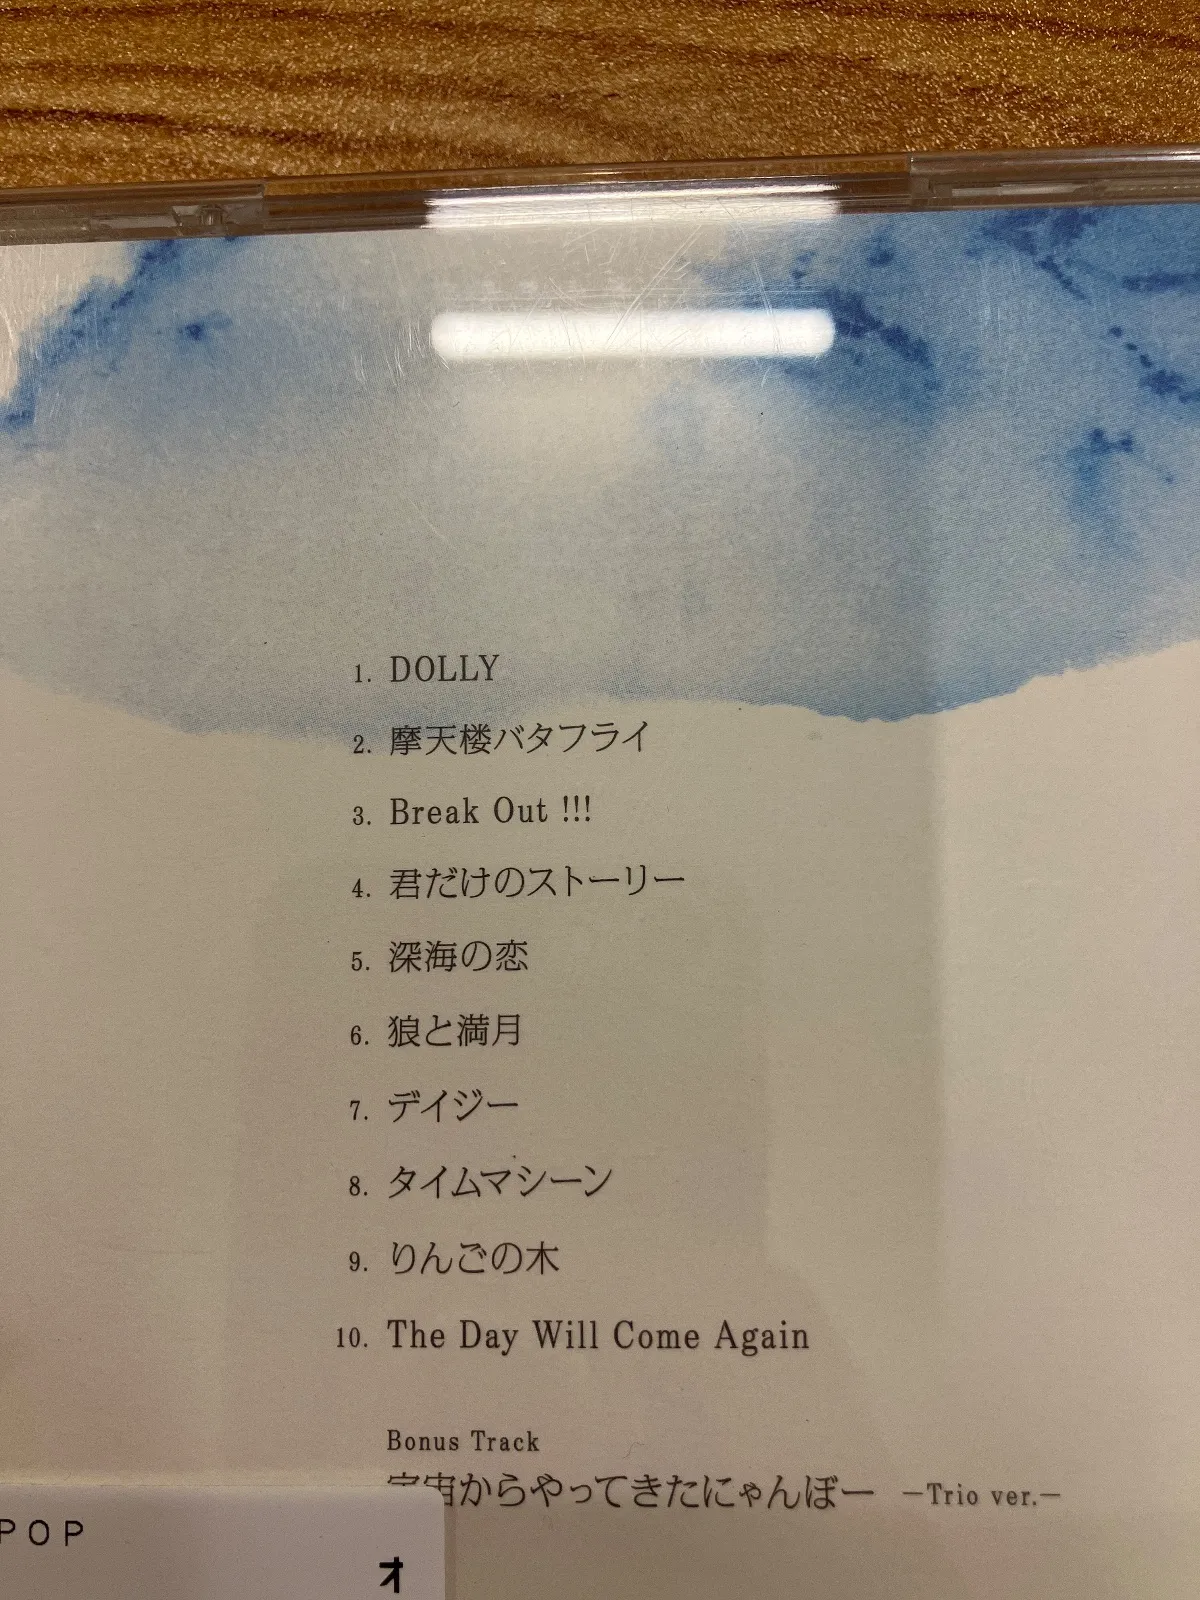 1. DOLLY
2. 摩天楼バタフライ
3. Break Out !!!
4. 君だけのストーリー
5. 深海の恋
6. 狼と満月
7. デイジー
8. タイムマシーン
9. りんごの木
10. The Day Will Come Again
Bonus Track
宇宙からやってきたにゃんぼー －Trio ver.－
POP
オ